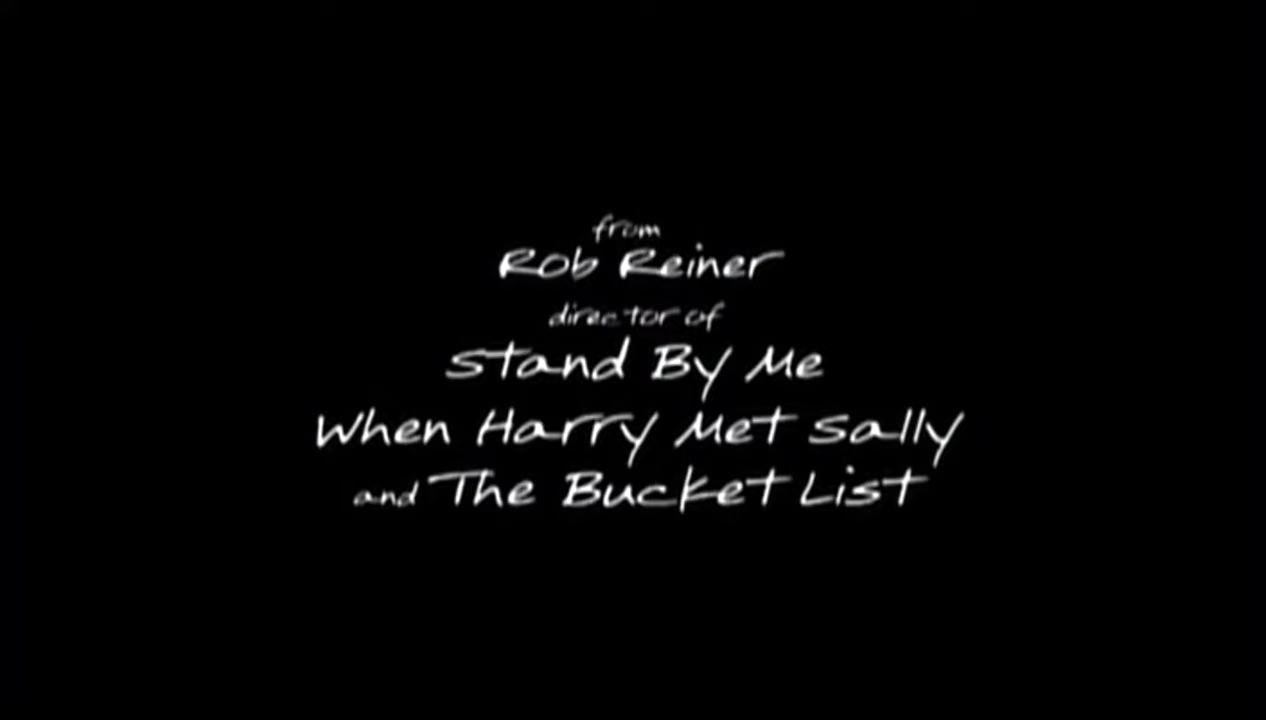 from
Rob Reiner
director of
Stand By Me
When Harry Met Sally
and The Bucket List